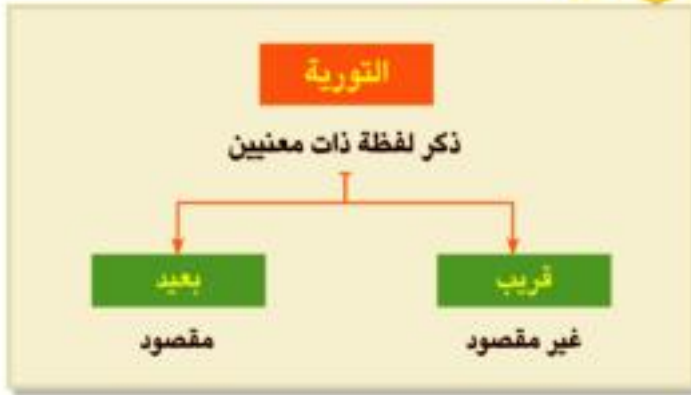 التورية
ذكر لفظة ذات معنيين
قريب
بعيد
غير مقصود
مقصود